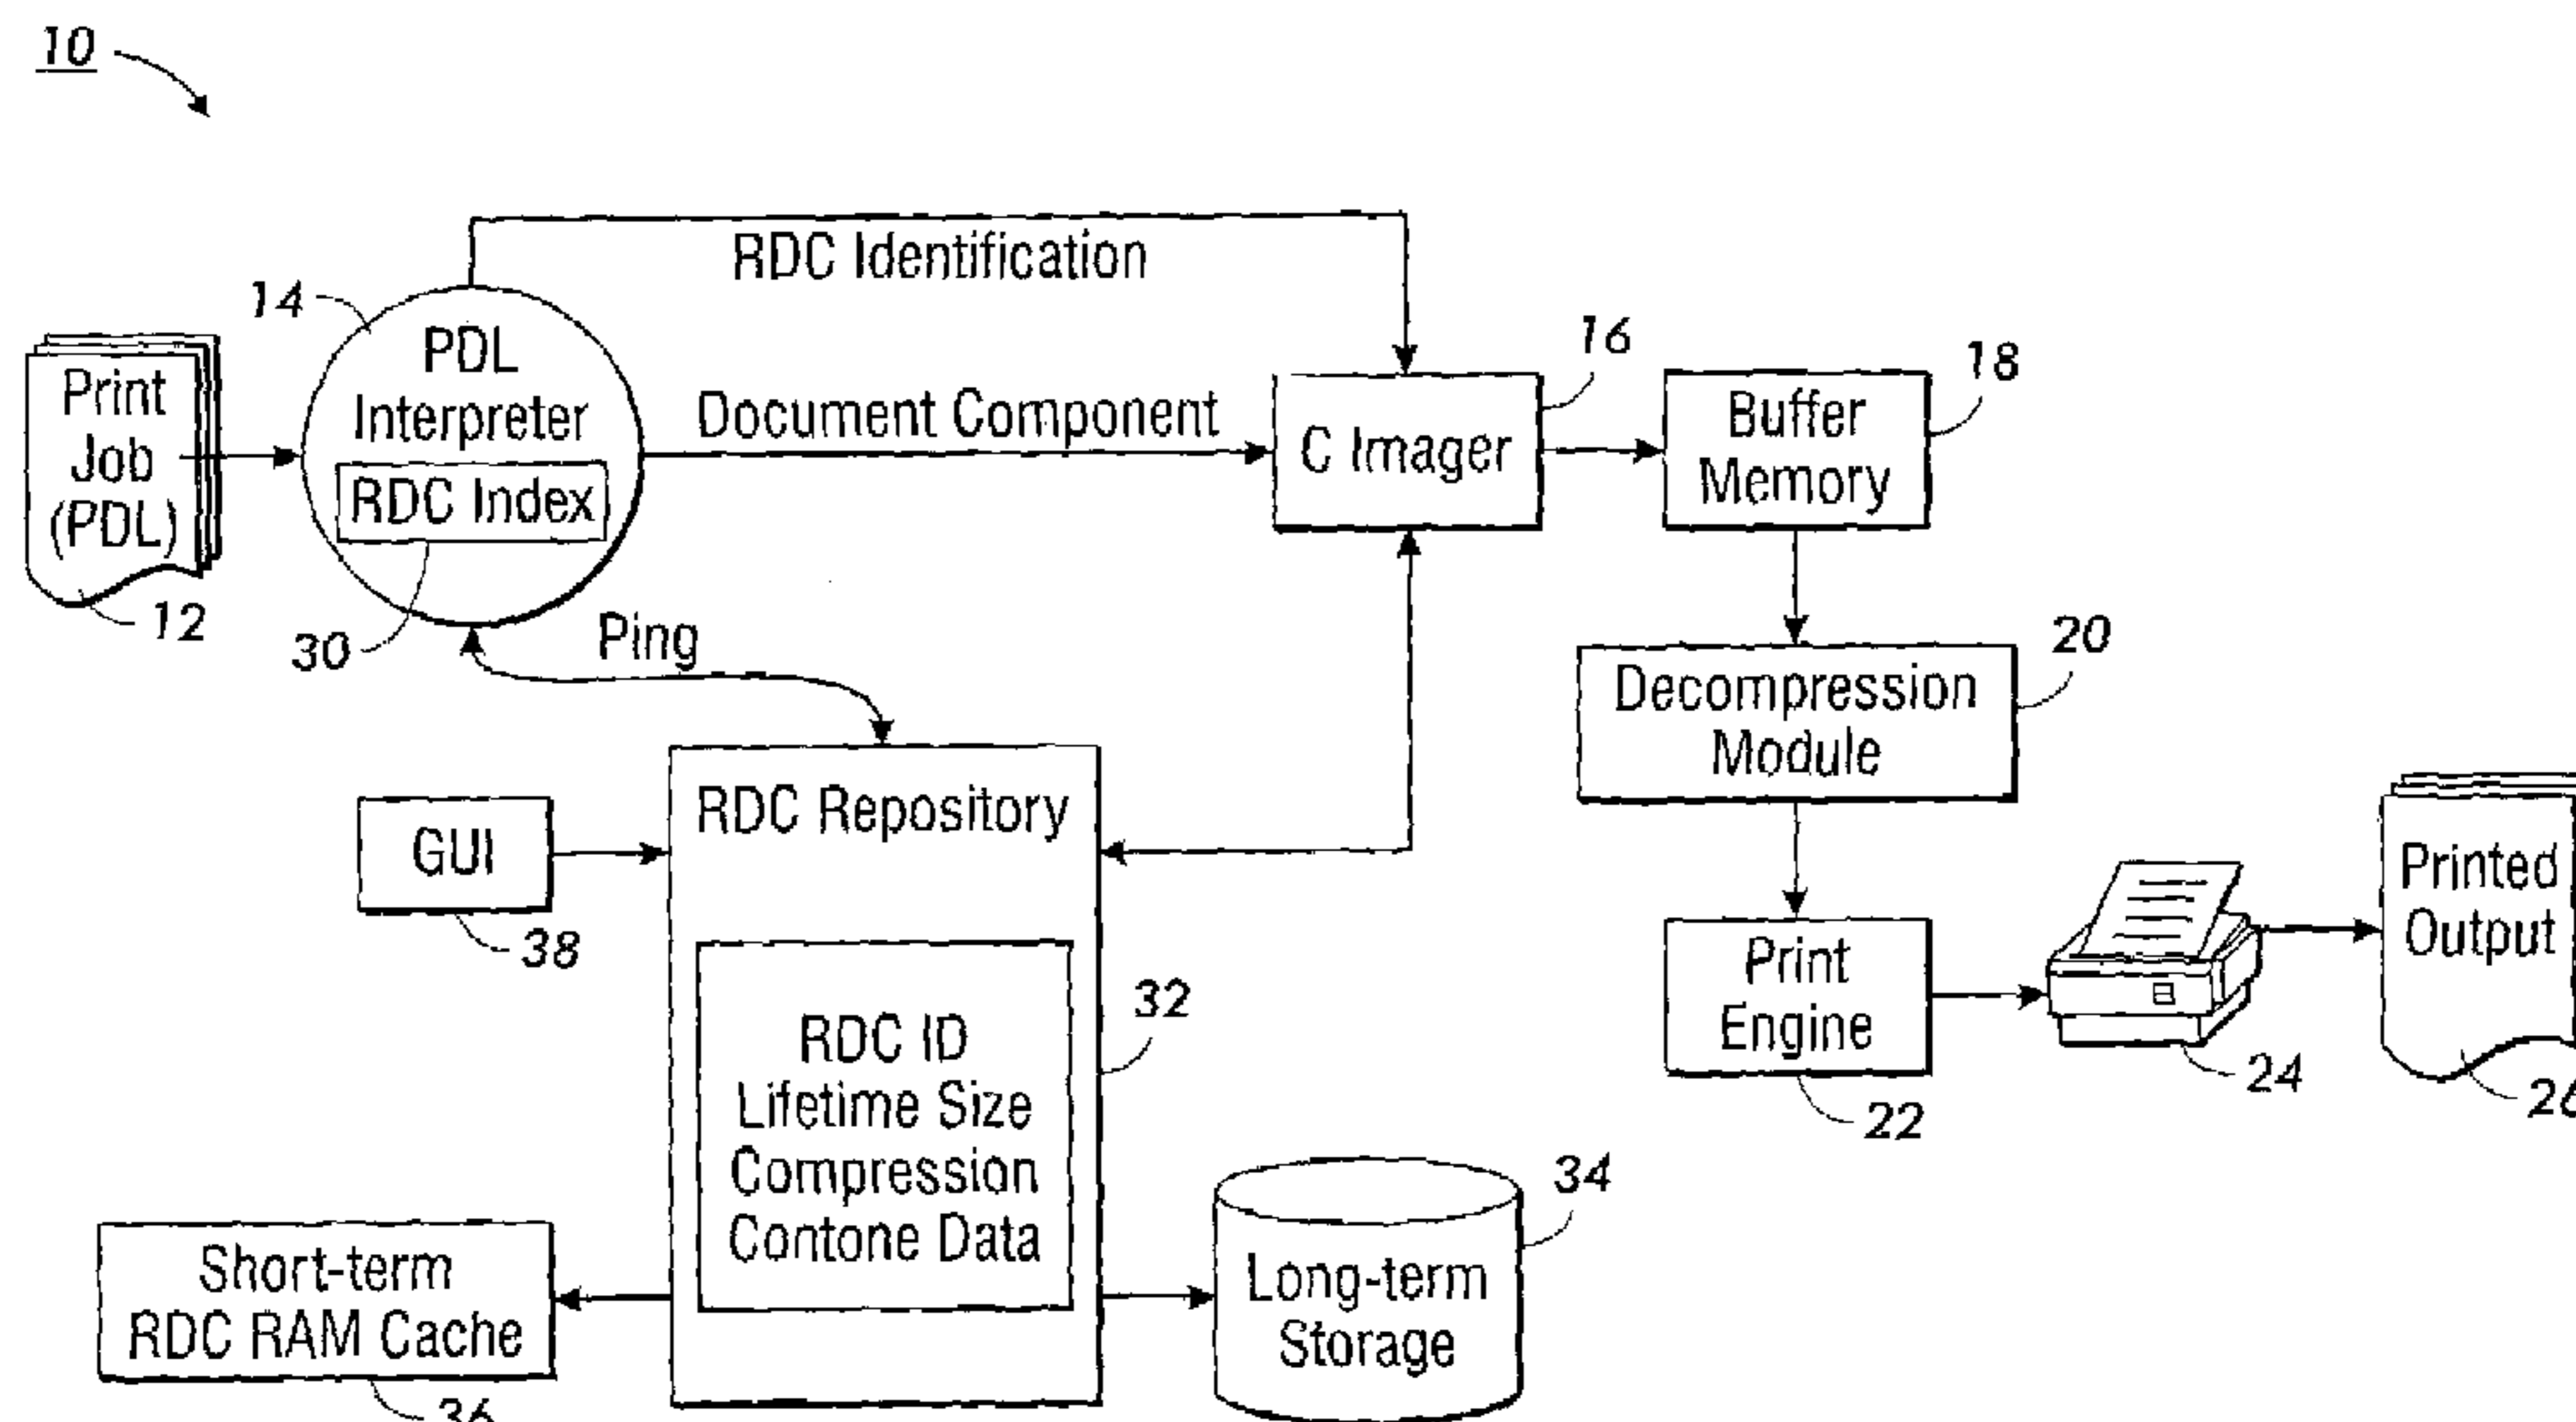 10
RDC Identification
14
PDL
Interpreter
RDC Index
30
Print
Job
(PDL)
12
Document Component
16
C Imager
18
Buffer
Memory
Ping
20
Decompression
Module
GUI
38
RDC Repository
RDC ID
Lifetime Size
Compression
Contone Data
32
Print
Engine
22
24
Printed
Output
26
Short-term
RDC RAM Cache
36
34
Long-term
Storage